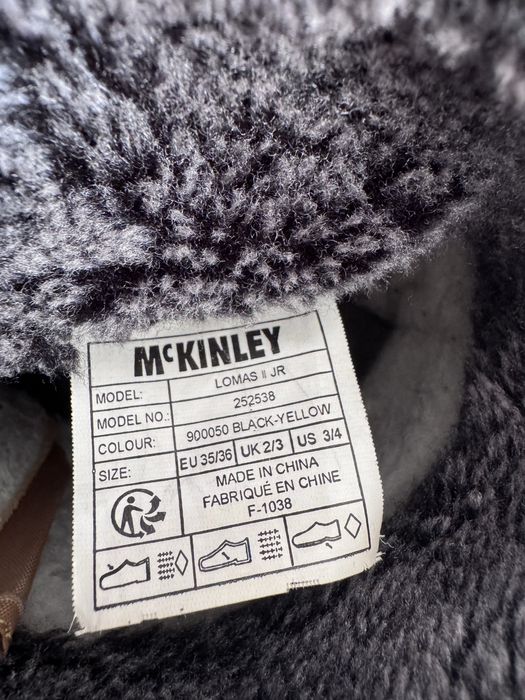 McKINLEY
MODEL: LOMAS II JR
MODEL NO.: 252538
COLOUR: 900050 BLACK-YELLOW
SIZE: EU 35/36 UK 2/3 US 3/4
MADE IN CHINA
FABRIQUÉ EN CHINE
F-1038